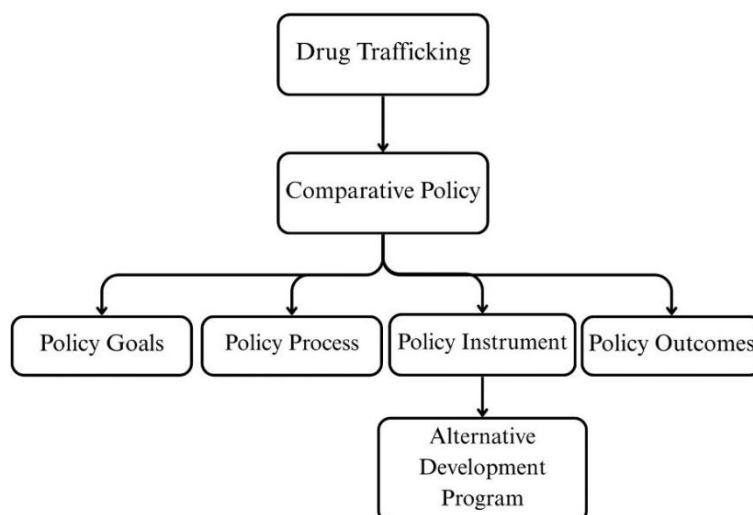 Drug Trafficking
Comparative Policy
Policy Goals
Policy Process
Policy Instrument
Policy Outcomes
Alternative
Development
Program